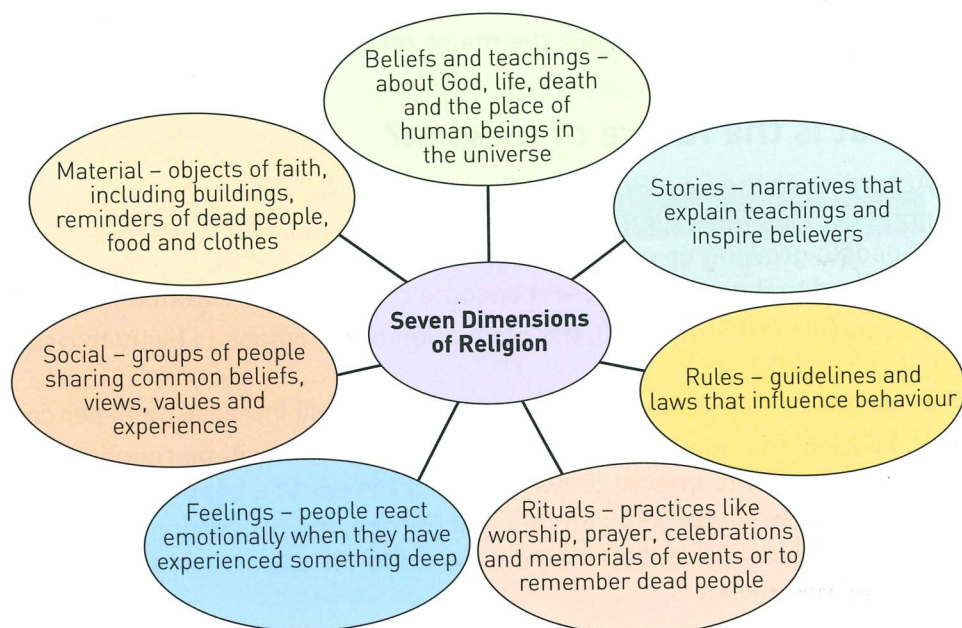 Beliefs and teachings –
about God, life, death
and the place of
human beings in
the universe
Stories – narratives that
explain teachings and
inspire believers
Rules – guidelines and
laws that influence behaviour
Rituals – practices like
worship, prayer, celebrations
and memorials of events or to
remember dead people
Feelings – people react
emotionally when they have
experienced something deep
Social – groups of people
sharing common beliefs,
views, values and
experiences
Material – objects of faith,
including buildings,
reminders of dead people,
food and clothes
Seven Dimensions
of Religion